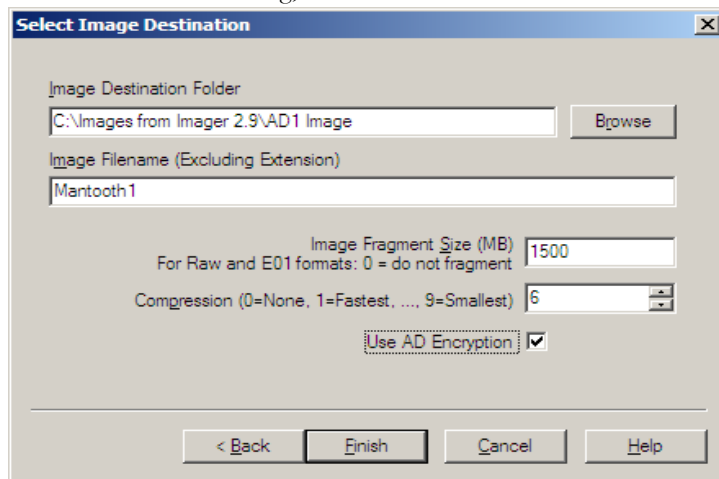 Select Image Destination
Image Destination Folder
C:\Images from Imager 2.9\AD1 Image
Browse
Image Filename (Excluding Extension)
Mantooth1
Image Fragment Size (MB)
1500
For Raw and E01 formats: 0 = do not fragment
Compression (0=None, 1=Fastest, ..., 9=Smallest)
6
Use AD Encryption
< Back
Finish
Cancel
Help